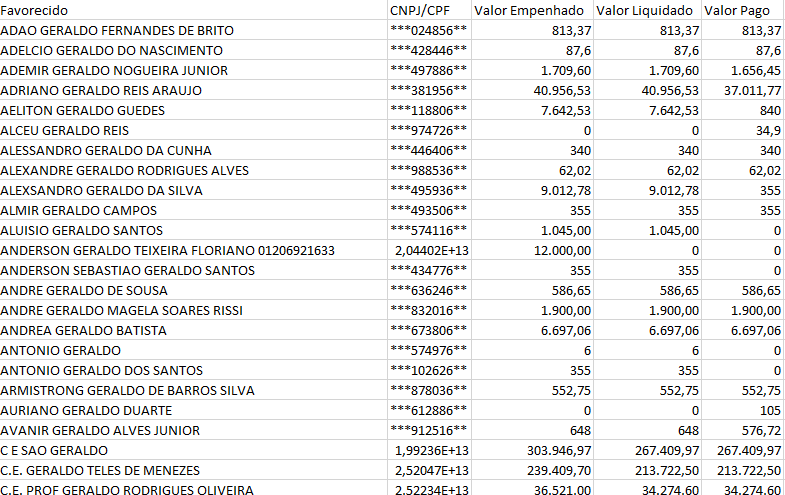 Favorecido CNPJ/CPF Valor Empenhado Valor Liquidado Valor Pago
ADAO GERALDO FERNANDES DE BRITO ***024856** 813,37 813,37 813,37
ADELCIO GERALDO DO NASCIMENTO ***428446** 87,6 87,6 87,6
ADEMIR GERALDO NOGUEIRA JUNIOR ***497886** 1.709,60 1.709,60 1.656,45
ADRIANO GERALDO REIS ARAUJO ***381956** 40.956,53 40.956,53 37.011,77
AELITON GERALDO GUEDES ***118806** 7.642,53 7.642,53 840
ALCEU GERALDO REIS ***974726** 0 0 34,9
ALESSANDRO GERALDO DA CUNHA ***446406** 340 340 340
ALEXANDRE GERALDO RODRIGUES ALVES ***988536** 62,02 62,02 62,02
ALEXSANDRO GERALDO DA SILVA ***495936** 9.012,78 9.012,78 355
ALMIR GERALDO CAMPOS ***493506** 355 355 355
ALUISIO GERALDO SANTOS ***574116** 1.045,00 1.045,00 0
ANDERSON GERALDO TEIXEIRA FLORIANO 01206921633 2,04402E+13 12.000,00 0 0
ANDERSON SEBASTIAO GERALDO SANTOS ***434776** 355 355 0
ANDRE GERALDO DE SOUSA ***636246** 586,65 586,65 586,65
ANDRE GERALDO MAGELA SOARES RISSI ***832016** 1.900,00 1.900,00 1.900,00
ANDREA GERALDO BATISTA ***673806** 6.697,06 6.697,06 6.697,06
ANTONIO GERALDO ***574976** 6 6 0
ANTONIO GERALDO DOS SANTOS ***102626** 355 355 0
ARMISTRONG GERALDO DE BARROS SILVA ***878036** 552,75 552,75 552,75
AURIANO GERALDO DUARTE ***612886** 0 0 105
AVANIR GERALDO ALVES JUNIOR ***912516** 648 648 576,72
C E SAO GERALDO 1,99236E+13 303.946,97 267.409,97 267.409,97
C.E. GERALDO TELES DE MENEZES 2,52047E+13 239.409,70 213.722,50 213.722,50
C.E. PROF GERALDO RODRIGUES OLIVEIRA 2,52234E+13 36.521,00 34.274,60 34.274,60